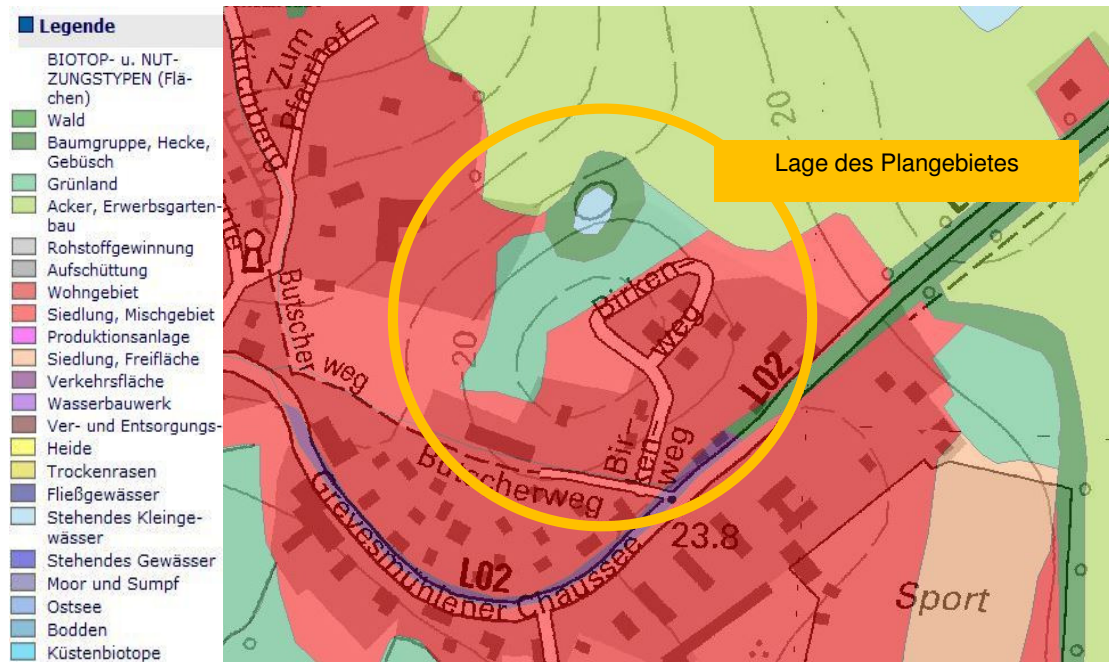 Legende
BIOTOP- u. NUT-
ZUNGSTYPEN (Flä-
chen)
Wald
Baumgruppe, Hecke,
Gebüsch
Grünland
Acker, Erwerbsgarten-
bau
Rohstoffgewinnung
Aufschüttung
Wohngebiet
Siedlung, Mischgebiet
Produktionsanlage
Siedlung, Freifläche
Verkehrsfläche
Wasserbauwerk
Ver- und Entsorgungs-
Heide
Trockenrasen
Fließgewässer
Stehendes Kleinge-
wässer
Stehendes Gewässer
Moor und Sumpf
Ostsee
Bodden
Küstenbiotope
Kirchberg
Zum
Pfarrhof
20
Lage des Plangebietes
Butscher
weg
20
Birken-
weg
L02
Bir-
ken-
weg
Butscherweg
23.8
Grevesmühlener Chaussee
L02
Sport